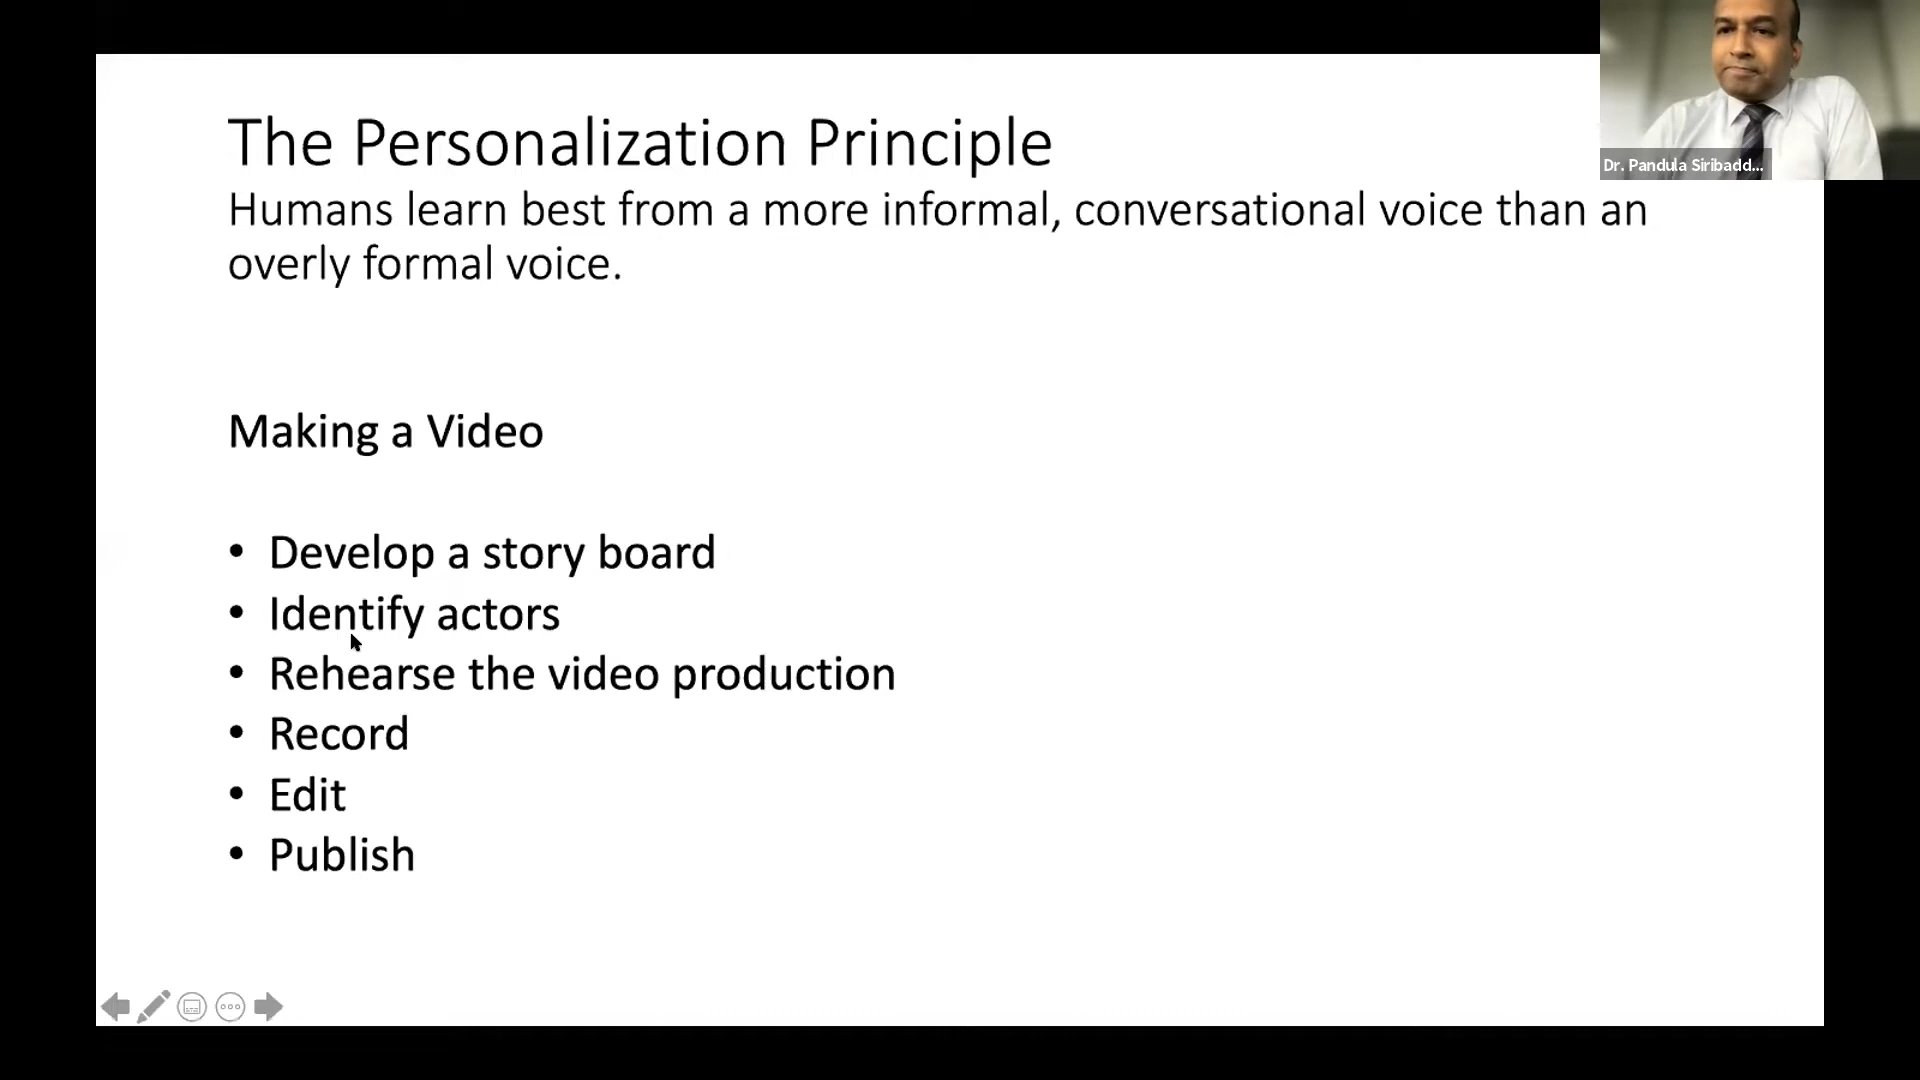 The Personalization Principle
Humans learn best from a more informal, conversational voice than an
overly formal voice.
Making a Video
• Develop a story board
• Identify actors
• Rehearse the video production
• Record
• Edit
• Publish
Dr. Pandula Siribadd...